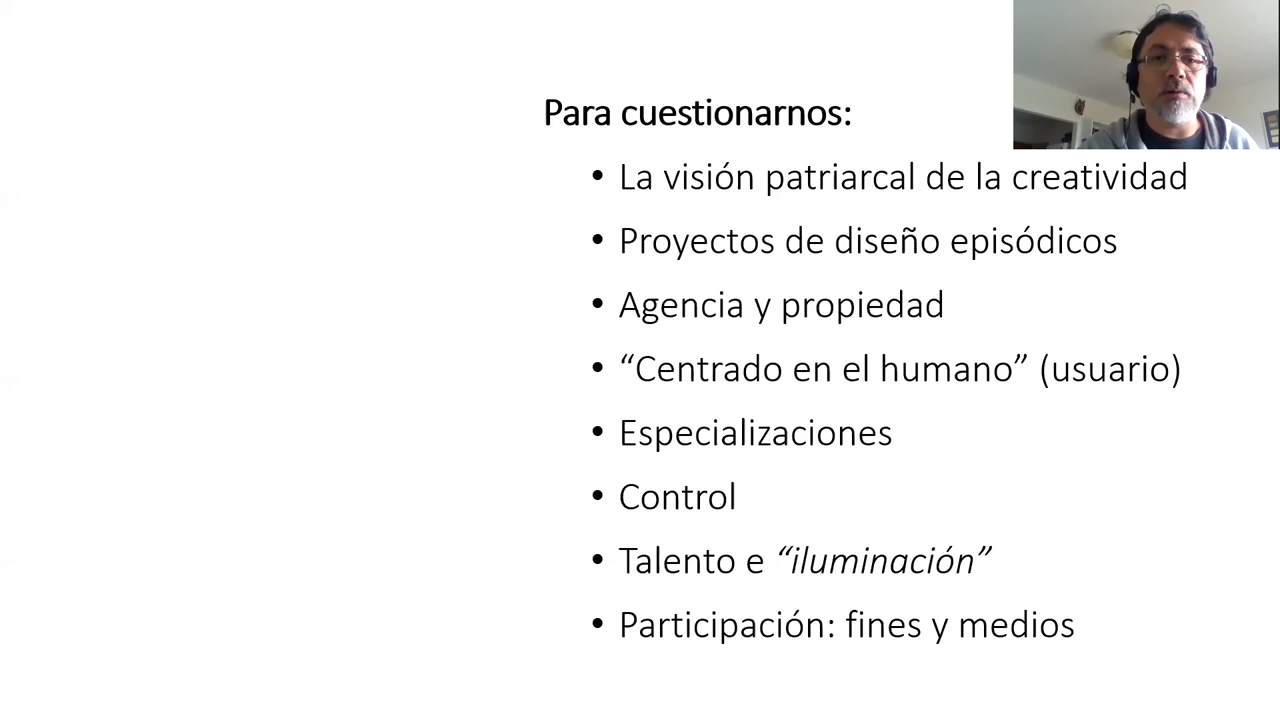 Para cuestionarnos:
• La visión patriarcal de la creatividad
• Proyectos de diseño episódicos
• Agencia y propiedad
• “Centrado en el humano” (usuario)
• Especializaciones
• Control
• Talento e “iluminación”
• Participación: fines y medios